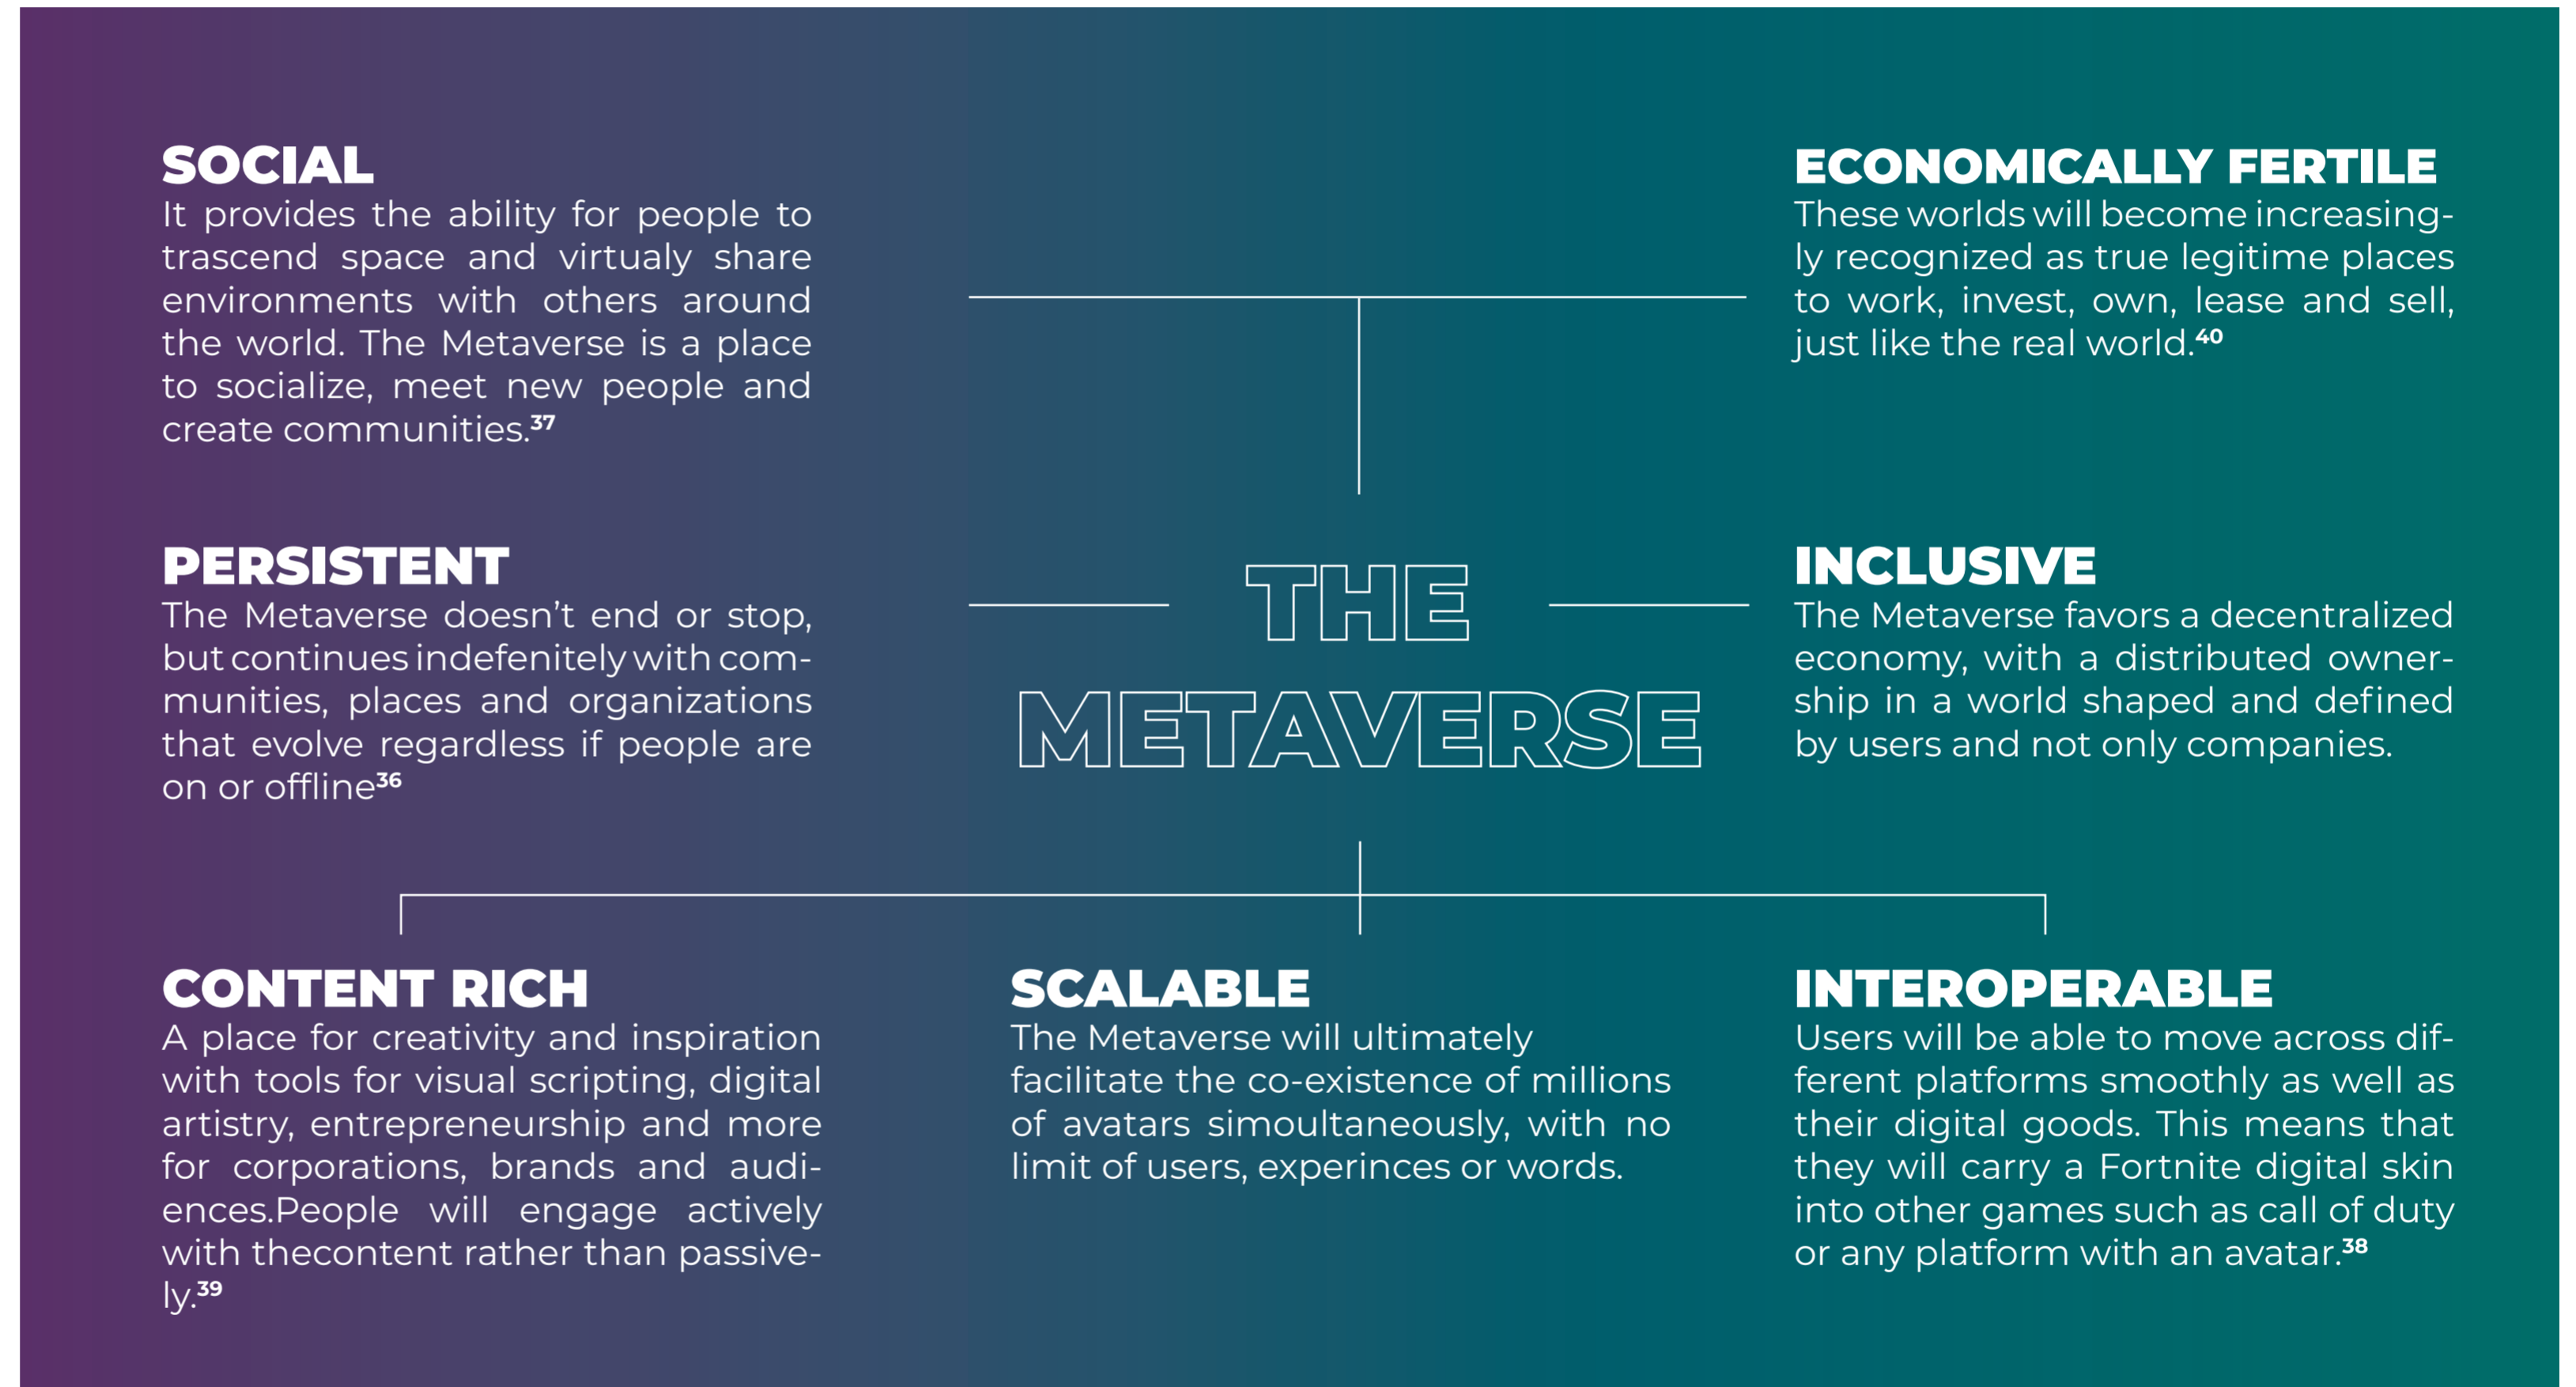 SOCIAL
It provides the ability for people to
trascend space and virtualy share
environments with others around
the world. The Metaverse is a place
to socialize, meet new people and
create communities.37
ECONOMICALLY FERTILE
These worlds will become increasing-
ly recognized as true legitime places
to work, invest, own, lease and sell,
just like the real world.40
PERSISTENT
The Metaverse doesn't end or stop,
but continues indefenitely with com-
munities, places and organizations
that evolve regardless if people are
on or offline36
THE
METAVERSE
INCLUSIVE
The Metaverse favors a decentralized
economy, with a distributed owner-
ship in a world shaped and defined
by users and not only companies.
CONTENT RICH
A place for creativity and inspiration
with tools for visual scripting, digital
artistry, entrepreneurship and more
for corporations, brands and audi-
ences.People will engage actively
with thecontent rather than passive-
ly.39
SCALABLE
The Metaverse will ultimately
facilitate the co-existence of millions
of avatars simoultaneously, with no
limit of users, experinces or words.
INTEROPERABLE
Users will be able to move across dif-
ferent platforms smoothly as well as
their digital goods. This means that
they will carry a Fortnite digital skin
into other games such as call of duty
or any platform with an avatar.38